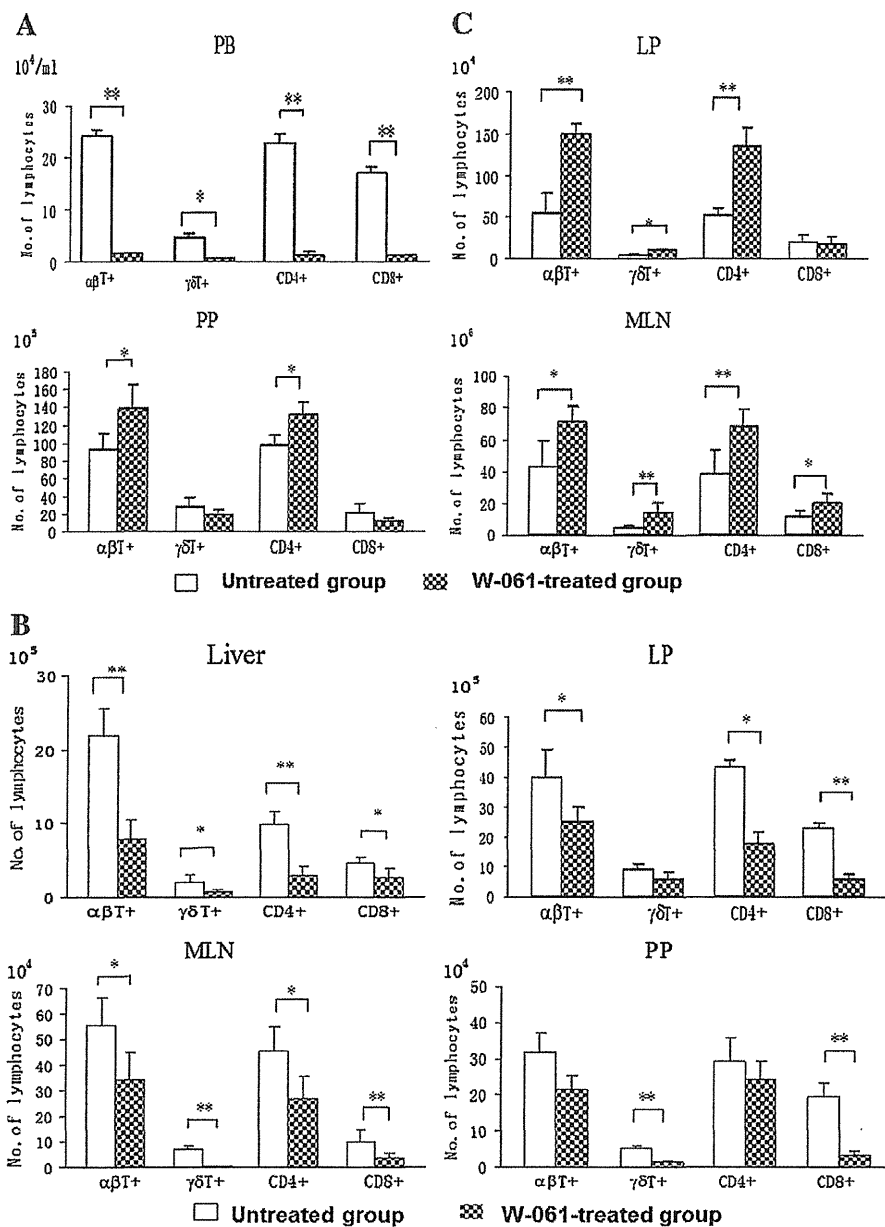 A
PB
10⁴/ml
No. of lymphocytes
30
20
10
0
** * ** **
αβT+ γδT+ CD4+ CD8+
PP
10⁵
No. of lymphocytes
180
160
140
120
100
80
60
40
20
0
* *
αβT+ γδT+ CD4+ CD8+
C
LP
10⁴
No. of lymphocytes
200
150
100
50
0
** * **
αβT+ γδT+ CD4+ CD8+
MLN
10⁶
No. of lymphocytes
100
80
60
40
20
0
* ** ** *
αβT+ γδT+ CD4+ CD8+
Untreated group W-061-treated group
B
Liver
10⁵
No. of lymphocytes
30
20
10
0
** * ** *
αβT+ γδT+ CD4+ CD8+
LP
10⁵
No. of lymphocytes
60
50
40
30
20
10
0
* * **
αβT+ γδT+ CD4+ CD8+
MLN
10⁴
No. of lymphocytes
70
60
50
40
30
20
10
0
* ** * **
αβT+ γδT+ CD4+ CD8+
PP
10⁴
No. of lymphocytes
50
40
30
20
10
0
** **
αβT+ γδT+ CD4+ CD8+
Untreated group W-061-treated group